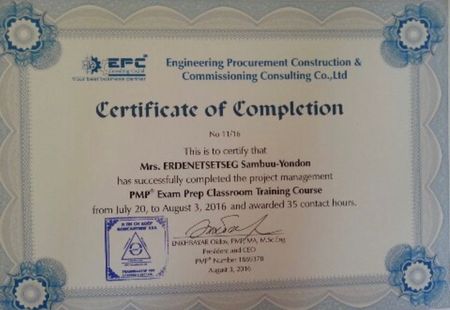 EPC
Your best business partner
Engineering Procurement Construction &
Commissioning Consulting Co.,Ltd
Certificate of Completion
No 11/16
This is to certify that
Mrs. ERDENETSETSEG Sambuu-Yondon
has successfully completed the project management
PMP® Exam Prep Classroom Training Course
from July 20, to August 3, 2016 and awarded 35 contact hours.
ENKHBAYAR Ochir, PMP, MA, M.Sc.Eng
President and CEO
PMP® Number 1869378
August 3, 2016